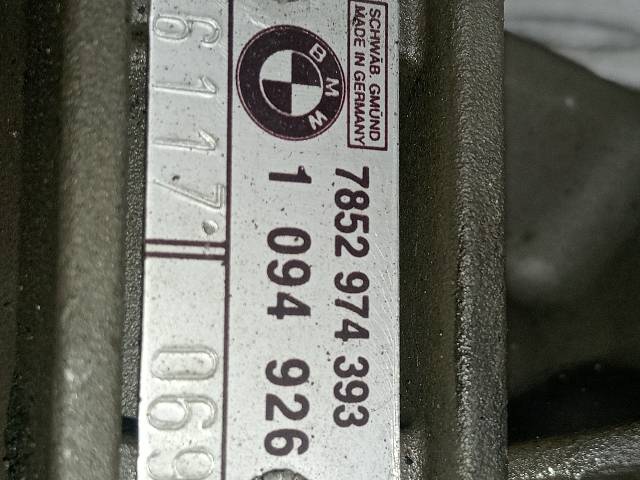 SCHWÄB. GMÜND
MADE IN GERMANY
BMW
7852 974 393
1 094 926
6117 069